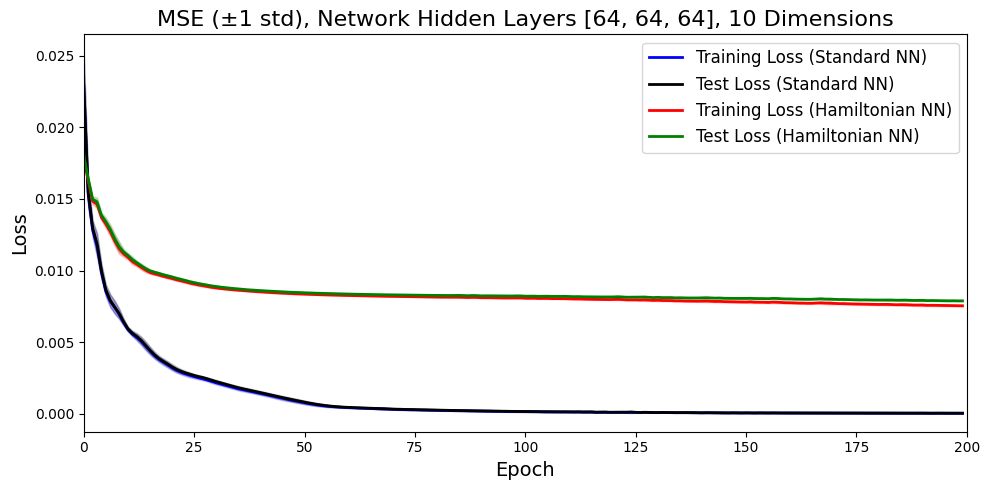 MSE (±1 std), Network Hidden Layers [64, 64, 64], 10 Dimensions
Loss
0.025
0.020
0.015
0.010
0.005
0.000
Training Loss (Standard NN)
Test Loss (Standard NN)
Training Loss (Hamiltonian NN)
Test Loss (Hamiltonian NN)
0 25 50 75 100 125 150 175 200
Epoch